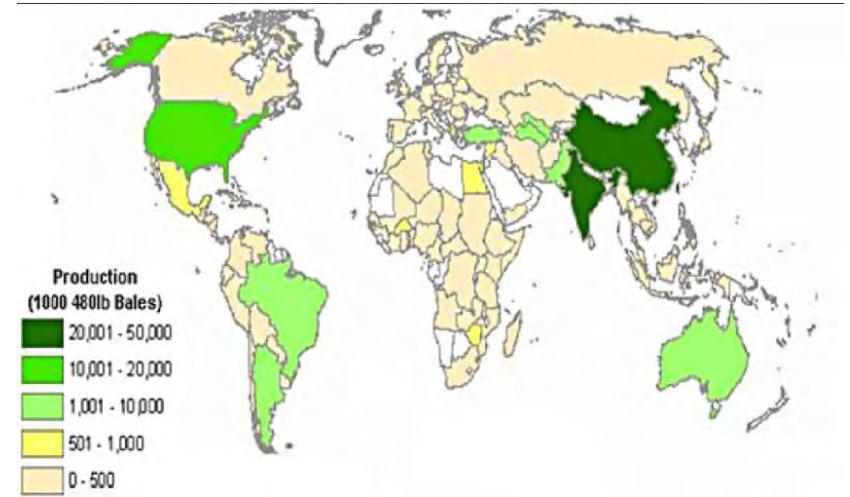 Production
(1000 480lb Bales)
20,001 - 50,000
10,001 - 20,000
1,001 - 10,000
501 - 1,000
0 - 500